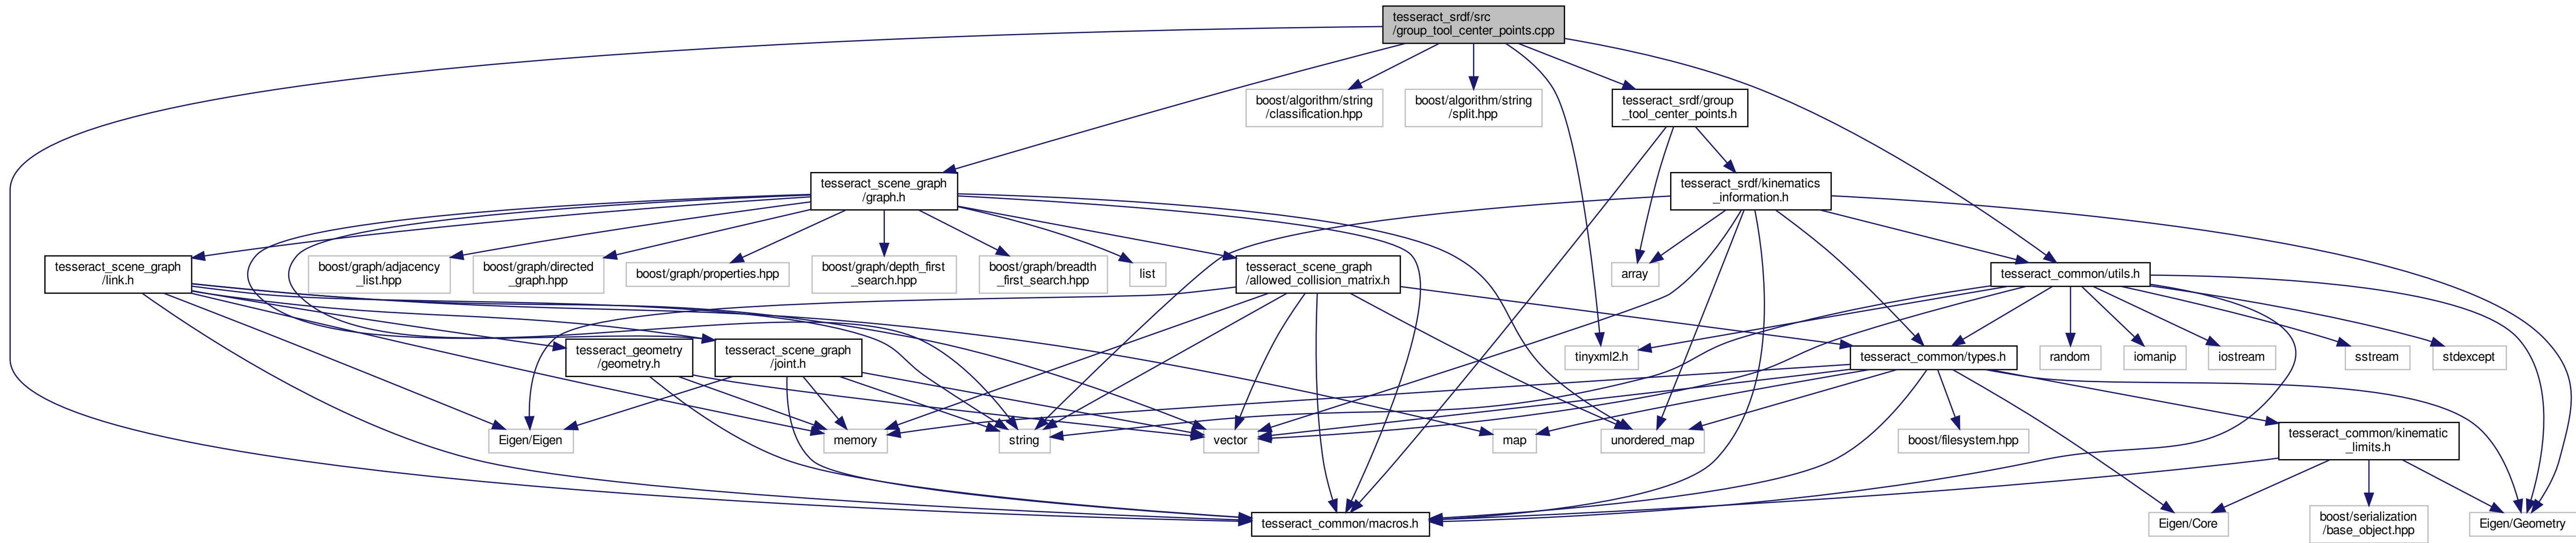 tesseract_srdf/src
/group_tool_center_points.cpp
boost/algorithm/string
/classification.hpp
boost/algorithm/string
/split.hpp
tesseract_srdf/group
_tool_center_points.h
tesseract_scene_graph
/graph.h
tesseract_srdf/kinematics
_information.h
tesseract_scene_graph
/link.h
boost/graph/adjacency
_list.hpp
boost/graph/directed
_graph.hpp
boost/graph/properties.hpp
boost/graph/depth_first
_search.hpp
boost/graph/breadth
_first_search.hpp
list
tesseract_scene_graph
/allowed_collision_matrix.h
array
tesseract_common/utils.h
tesseract_geometry
/geometry.h
tesseract_scene_graph
/joint.h
tinyxml2.h
tesseract_common/types.h
random
iomanip
iostream
sstream
stdexcept
Eigen/Eigen
memory
string
vector
map
unordered_map
boost/filesystem.hpp
tesseract_common/kinematic
_limits.h
tesseract_common/macros.h
Eigen/Core
boost/serialization
/base_object.hpp
Eigen/Geometry